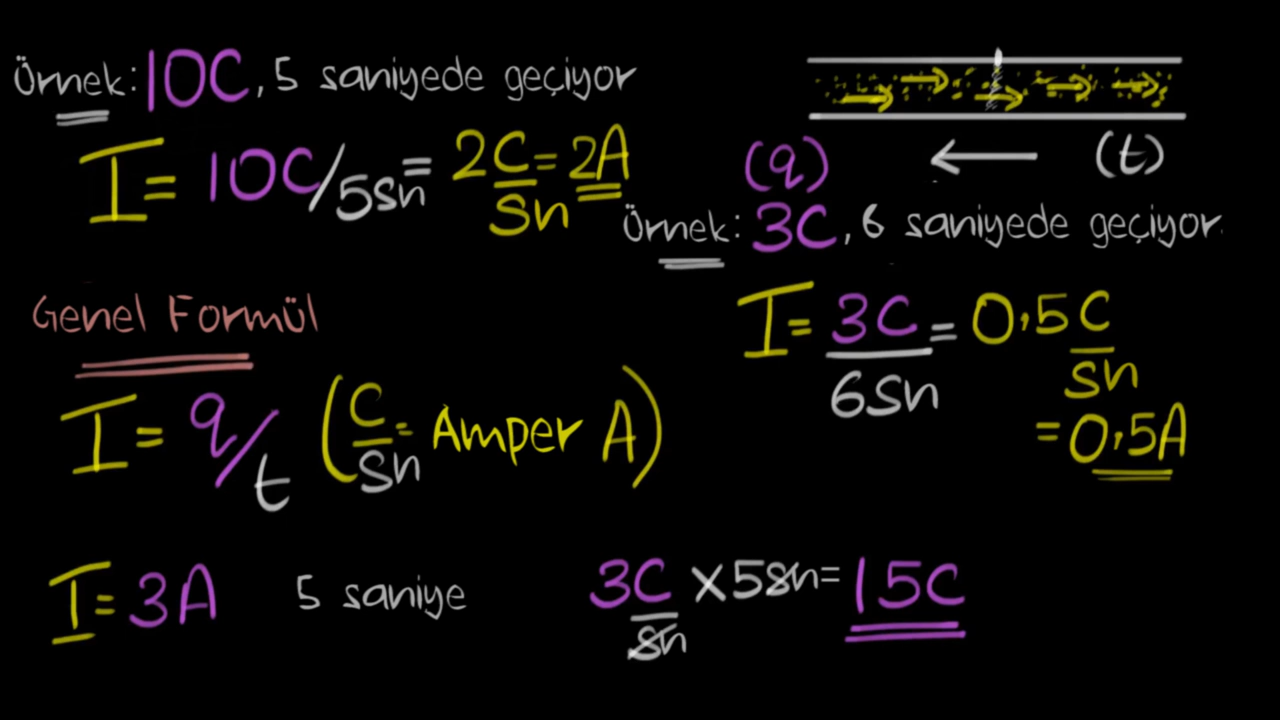 Örnek: 10C, 5 saniyede geçiyor
I = 10C/5sn = 2C/sn = 2A
(q) (t)
Örnek: 3C, 6 saniyede geçiyor.
I = 3C/6sn = 0,5C/sn
= 0,5A
Genel Formül
I = q/t (C/sn = Amper A)
I = 3A 5 saniye 3C/sn x 5sn = 15C